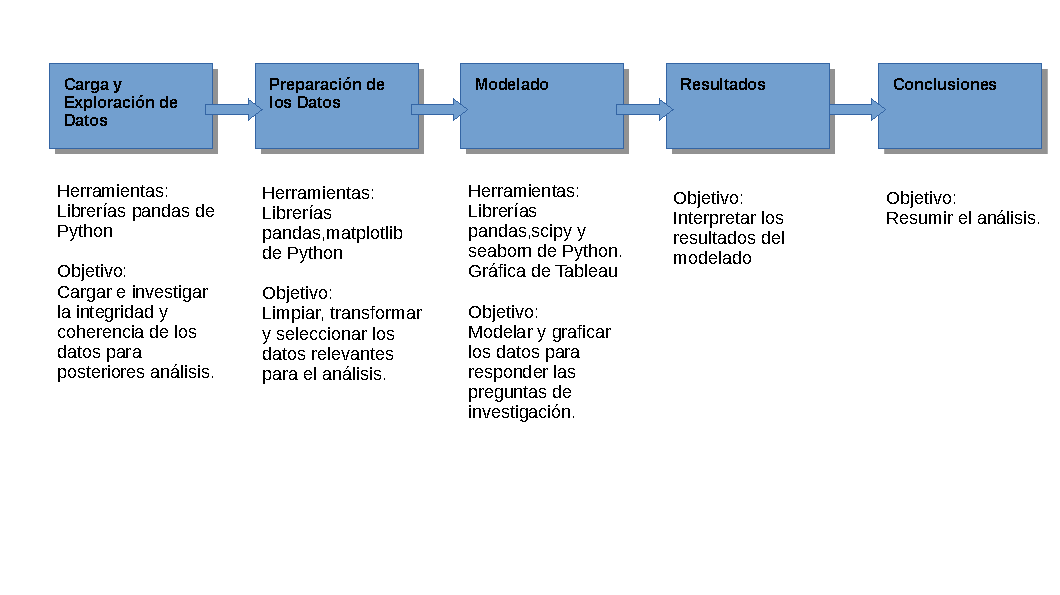 Carga y
Exploración de
Datos
Preparación de
los Datos
Modelado
Resultados
Conclusiones
Herramientas:
Librerías pandas de
Python
Objetivo:
Cargar e investigar
la integridad y
coherencia de los
datos para
posteriores análisis.
Herramientas:
Librerías
pandas,matplotlib
de Python
Objetivo:
Limpiar, transformar
y seleccionar los
datos relevantes
para el análisis.
Herramientas:
Librerías
pandas,scipy y
seaborn de Python.
Gráfica de Tableau
Objetivo:
Modelar y graficar
los datos para
responder las
preguntas de
investigación.
Objetivo:
Interpretar los
resultados del
modelado
Objetivo:
Resumir el análisis.